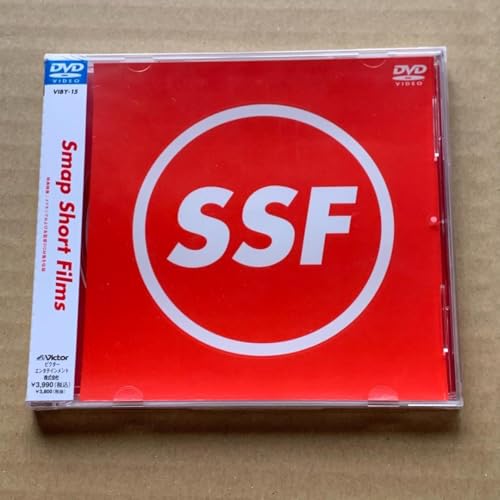 DVD
VIDEO
VIBY-15
Smap Short Films
Victor
ビクター
エンタテインメント
株式会社
¥3,990(税込)
¥3,800(税抜)
DVD
VIDEO
SSF